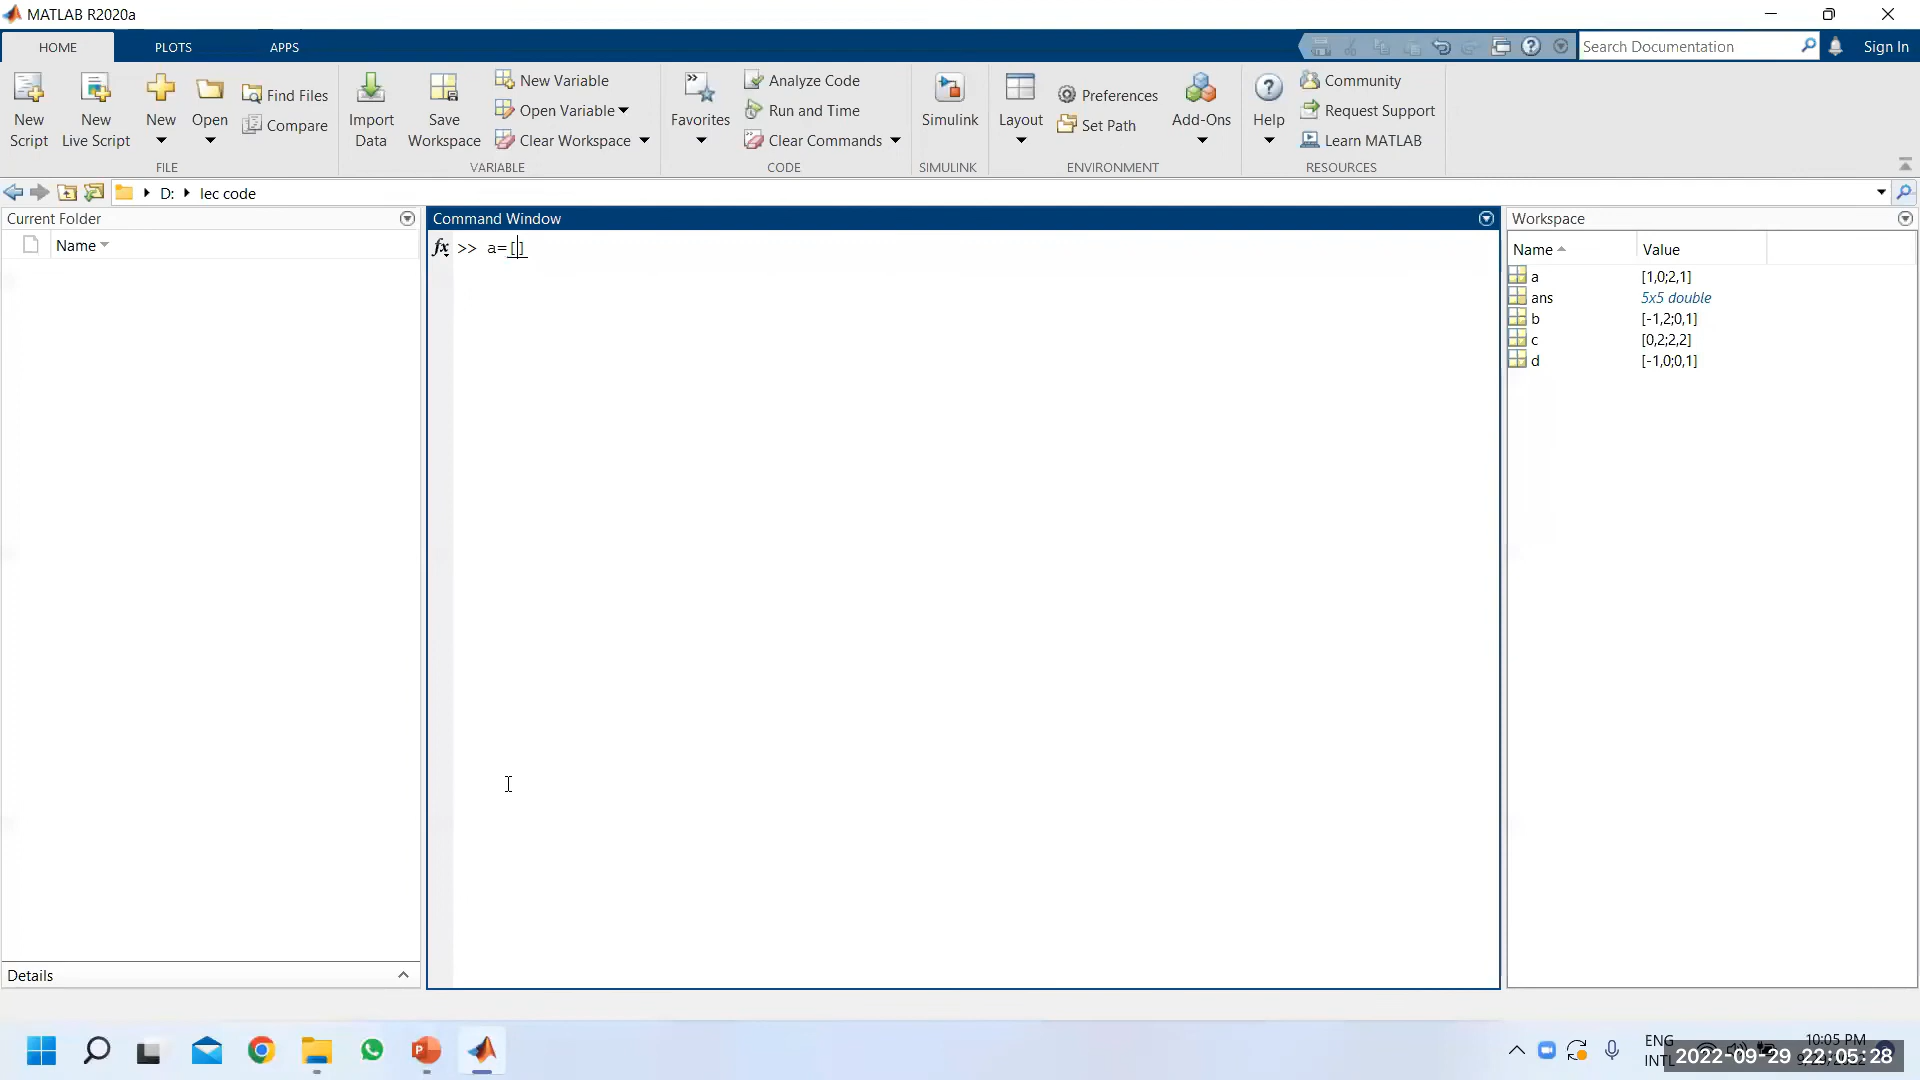 MATLAB R2020a
HOME PLOTS APPS
Search Documentation
Sign In
New Script
New Live Script
New
Open
Find Files
Compare
FILE
Import Data
Save Workspace
New Variable
Open Variable
Clear Workspace
VARIABLE
Favorites
Analyze Code
Run and Time
Clear Commands
CODE
Simulink
SIMULINK
Layout
Preferences
Set Path
Add-Ons
ENVIRONMENT
Help
Community
Request Support
Learn MATLAB
RESOURCES
D: lec code
Current Folder
Name
Details
Command Window
fx >> a=[]
Workspace
Name Value
a [1,0;2,1]
ans 5x5 double
b [-1,2;0,1]
c [0,2;2,2]
d [-1,0;0,1]
ENG
INTL
10:05 PM
2022-09-29 22:05:28